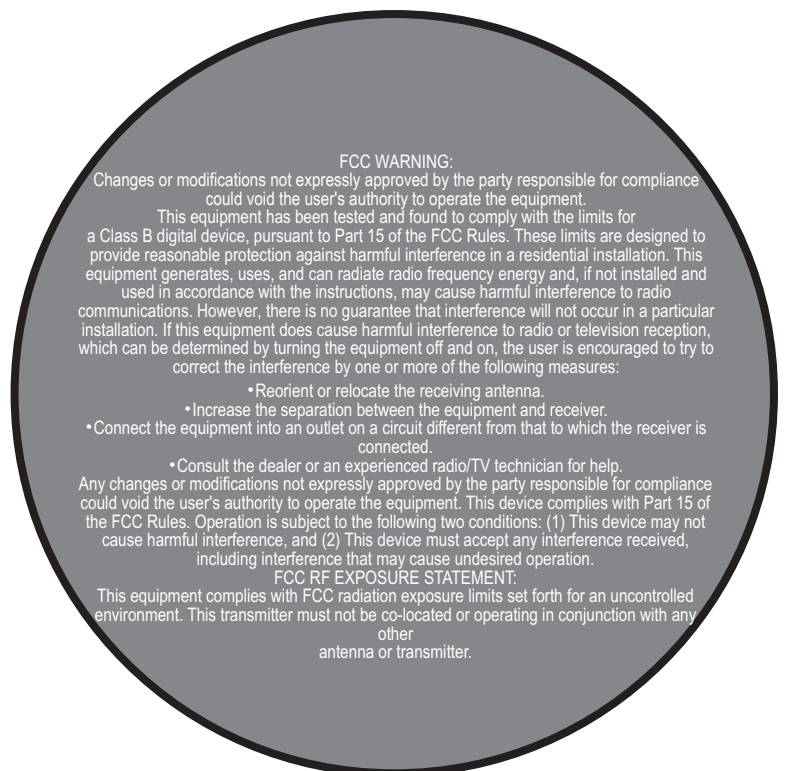 FCC WARNING:
Changes or modifications not expressly approved by the party responsible for compliance
could void the user's authority to operate the equipment.
This equipment has been tested and found to comply with the limits for
a Class B digital device, pursuant to Part 15 of the FCC Rules. These limits are designed to
provide reasonable protection against harmful interference in a residential installation. This
equipment generates, uses, and can radiate radio frequency energy and, if not installed and
used in accordance with the instructions, may cause harmful interference to radio
communications. However, there is no guarantee that interference will not occur in a particular
installation. If this equipment does cause harmful interference to radio or television reception,
which can be determined by turning the equipment off and on, the user is encouraged to try to
correct the interference by one or more of the following measures:
•Reorient or relocate the receiving antenna.
•Increase the separation between the equipment and receiver.
•Connect the equipment into an outlet on a circuit different from that to which the receiver is
connected.
•Consult the dealer or an experienced radio/TV technician for help.
Any changes or modifications not expressly approved by the party responsible for compliance
could void the user's authority to operate the equipment. This device complies with Part 15 of
the FCC Rules. Operation is subject to the following two conditions: (1) This device may not
cause harmful interference, and (2) This device must accept any interference received,
including interference that may cause undesired operation.
FCC RF EXPOSURE STATEMENT:
This equipment complies with FCC radiation exposure limits set forth for an uncontrolled
environment. This transmitter must not be co-located or operating in conjunction with any
other
antenna or transmitter.